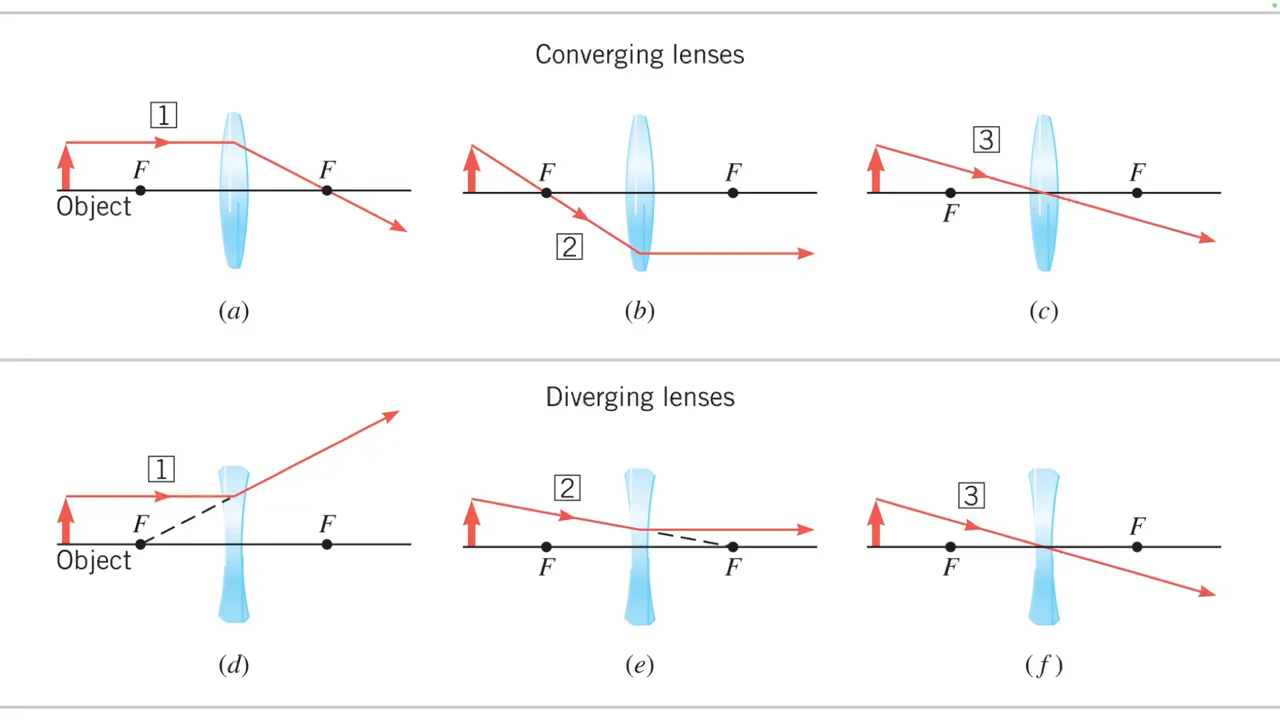 Converging lenses
1
F
F
Object
(a)
F
F
2
(b)
3
F
F
(c)
Diverging lenses
1
F
F
Object
(d)
2
F
F
(e)
3
F
F
(f)